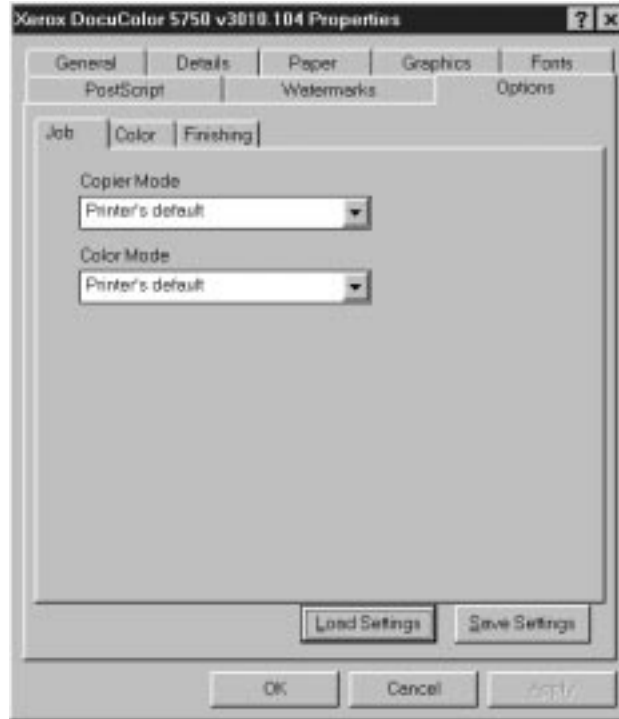 Xerox DocuColor 5750 v3010.104 Properties ? ×
General Details Paper Graphics Fonts
PostScript Watermarks Options
Job Color Finishing
Copier Mode
Printer's default
Color Mode
Printer's default
Load Settings Save Settings
OK Cancel Apply